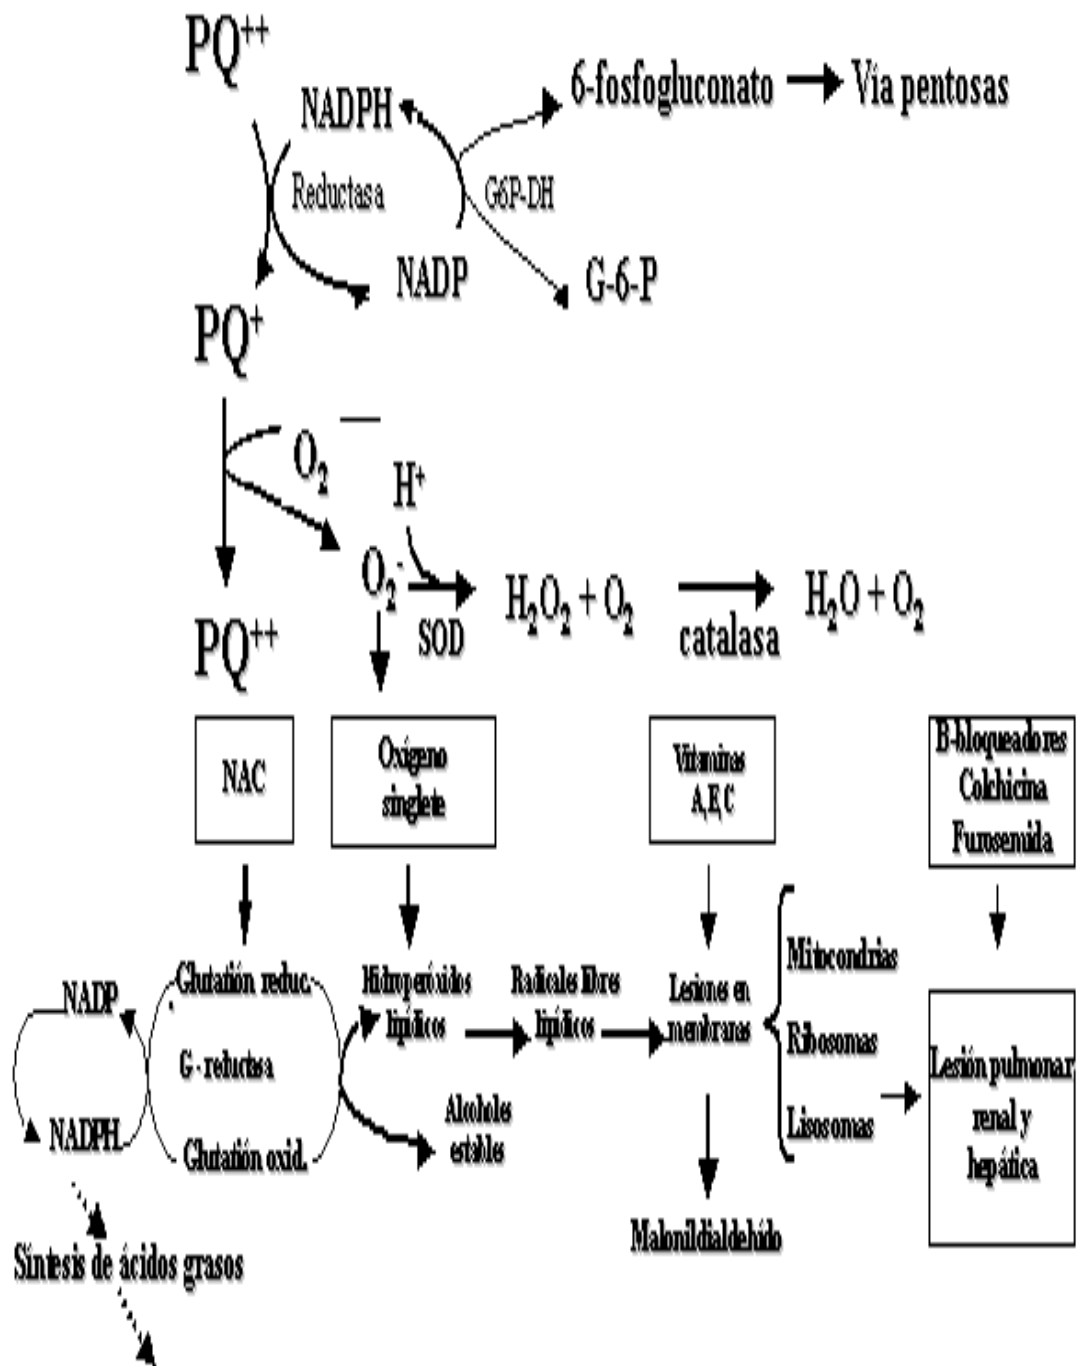 PQ++
NADPH
6-fosfogluconato
Vía pentosas
Reductasa
G6P-DH
NADP
G-6-P
PQ+
O2
H+
O2-
SOD
H2O2 + O2
catalasa
H2O + O2
PQ++
NAC
Oxígeno
singlete
Vitaminas
A, E, C
B-bloqueadores
Colchicina
Furosemida
NADP
Glutatión reduc.
Hidroperóxidos
lipídicos
Radicales libres
lipídicos
Lesiones en
membranas
Mitocondrias
Ribosomas
Lisosomas
G - reductasa
Lesión pulmonar
renal y
hepática
NADPH
Glutatión oxid.
Alcoholes
estables
Malonildialdehído
Síntesis de ácidos grasos